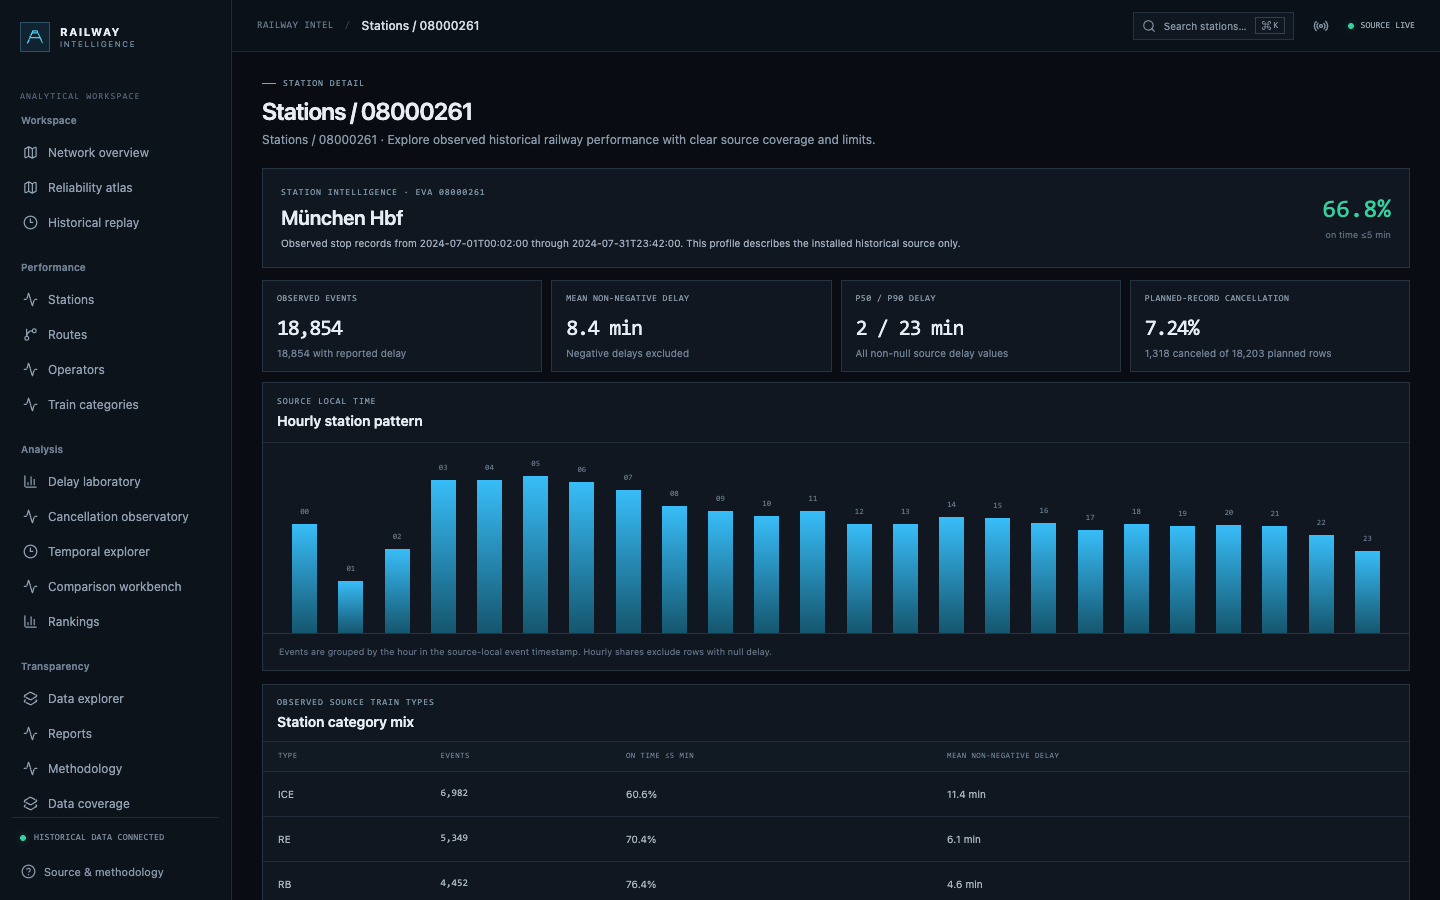 RAILWAY
INTELLIGENCE
ANALYTICAL WORKSPACE
Workspace
Network overview
Reliability atlas
Historical replay
Performance
Stations
Routes
Operators
Train categories
Analysis
Delay laboratory
Cancellation observatory
Temporal explorer
Comparison workbench
Rankings
Transparency
Data explorer
Reports
Methodology
Data coverage
HISTORICAL DATA CONNECTED
Source & methodology
RAILWAY INTEL / Stations / 08000261
Search stations... ⌘K
SOURCE LIVE
STATION DETAIL
Stations / 08000261
Stations / 08000261 · Explore observed historical railway performance with clear source coverage and limits.
STATION INTELLIGENCE · EVA 08000261
München Hbf
Observed stop records from 2024-07-01T00:02:00 through 2024-07-31T23:42:00. This profile describes the installed historical source only.
66.8%
on time ≤5 min
OBSERVED EVENTS
18,854
18,854 with reported delay
MEAN NON-NEGATIVE DELAY
8.4 min
Negative delays excluded
P50 / P90 DELAY
2 / 23 min
All non-null source delay values
PLANNED-RECORD CANCELLATION
7.24%
1,318 canceled of 18,203 planned rows
SOURCE LOCAL TIME
Hourly station pattern
00 01 02 03 04 05 06 07 08 09 10 11 12 13 14 15 16 17 18 19 20 21 22 23
Events are grouped by the hour in the source-local event timestamp. Hourly shares exclude rows with null delay.
OBSERVED SOURCE TRAIN TYPES
Station category mix
TYPE EVENTS ON TIME ≤5 MIN MEAN NON-NEGATIVE DELAY
ICE 6,982 60.6% 11.4 min
RE 5,349 70.4% 6.1 min
RB 4,452 76.4% 4.6 min